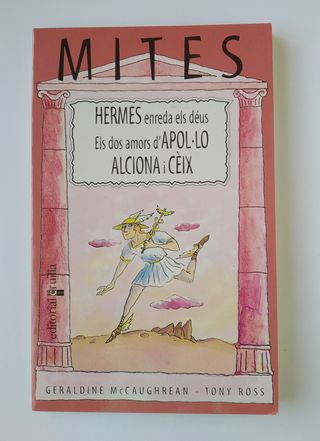 MITES
HERMES enreda els déus
Els dos amors d'APOL·LO
ALCIONA i CÈIX
editorial cruïlla
GERALDINE McCAUGHREAN - TONY ROSS